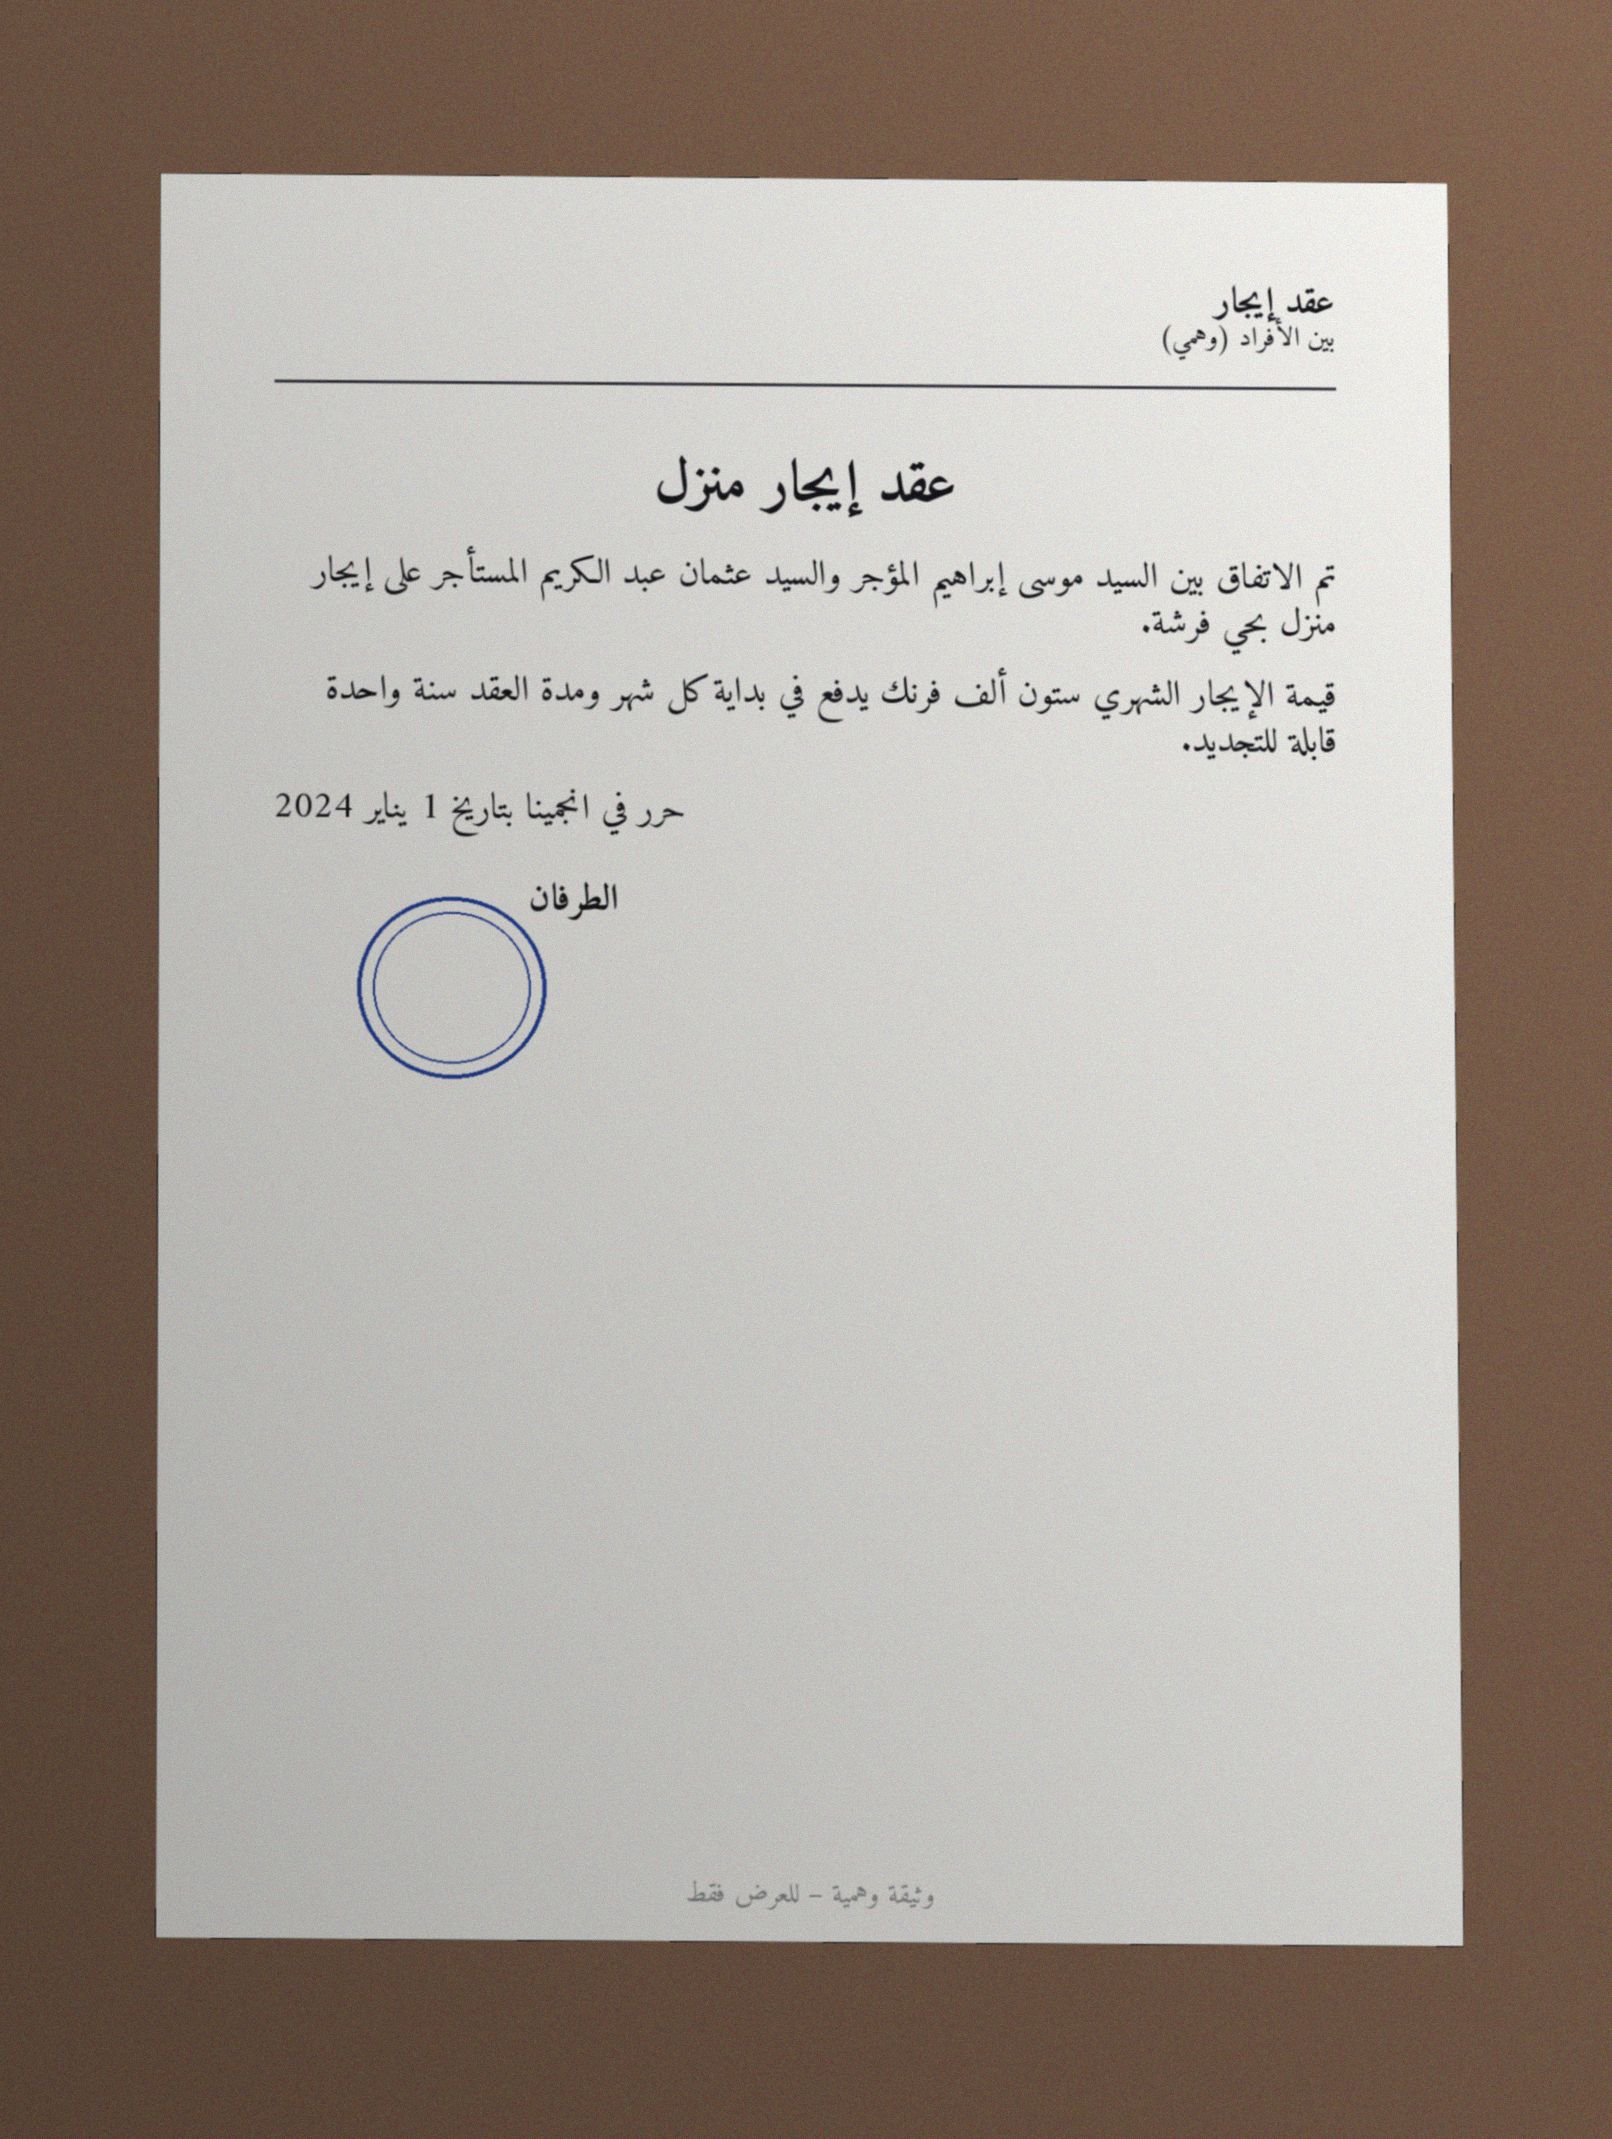 عقد إيجار
بين الأفراد (وهمي)
عقد إيجار منزل
تم الاتفاق بين السيد موسى إبراهيم المؤجر والسيد عثمان عبد الكريم المستأجر على إيجار
منزل بحي فرشة.
قيمة الإيجار الشهري ستون ألف فرنك يدفع في بداية كل شهر ومدة العقد سنة واحدة
قابلة للتجديد.
حرر في انجمينا بتاريخ 1 يناير 2024
الطرفان
وثيقة وهمية – للعرض فقط